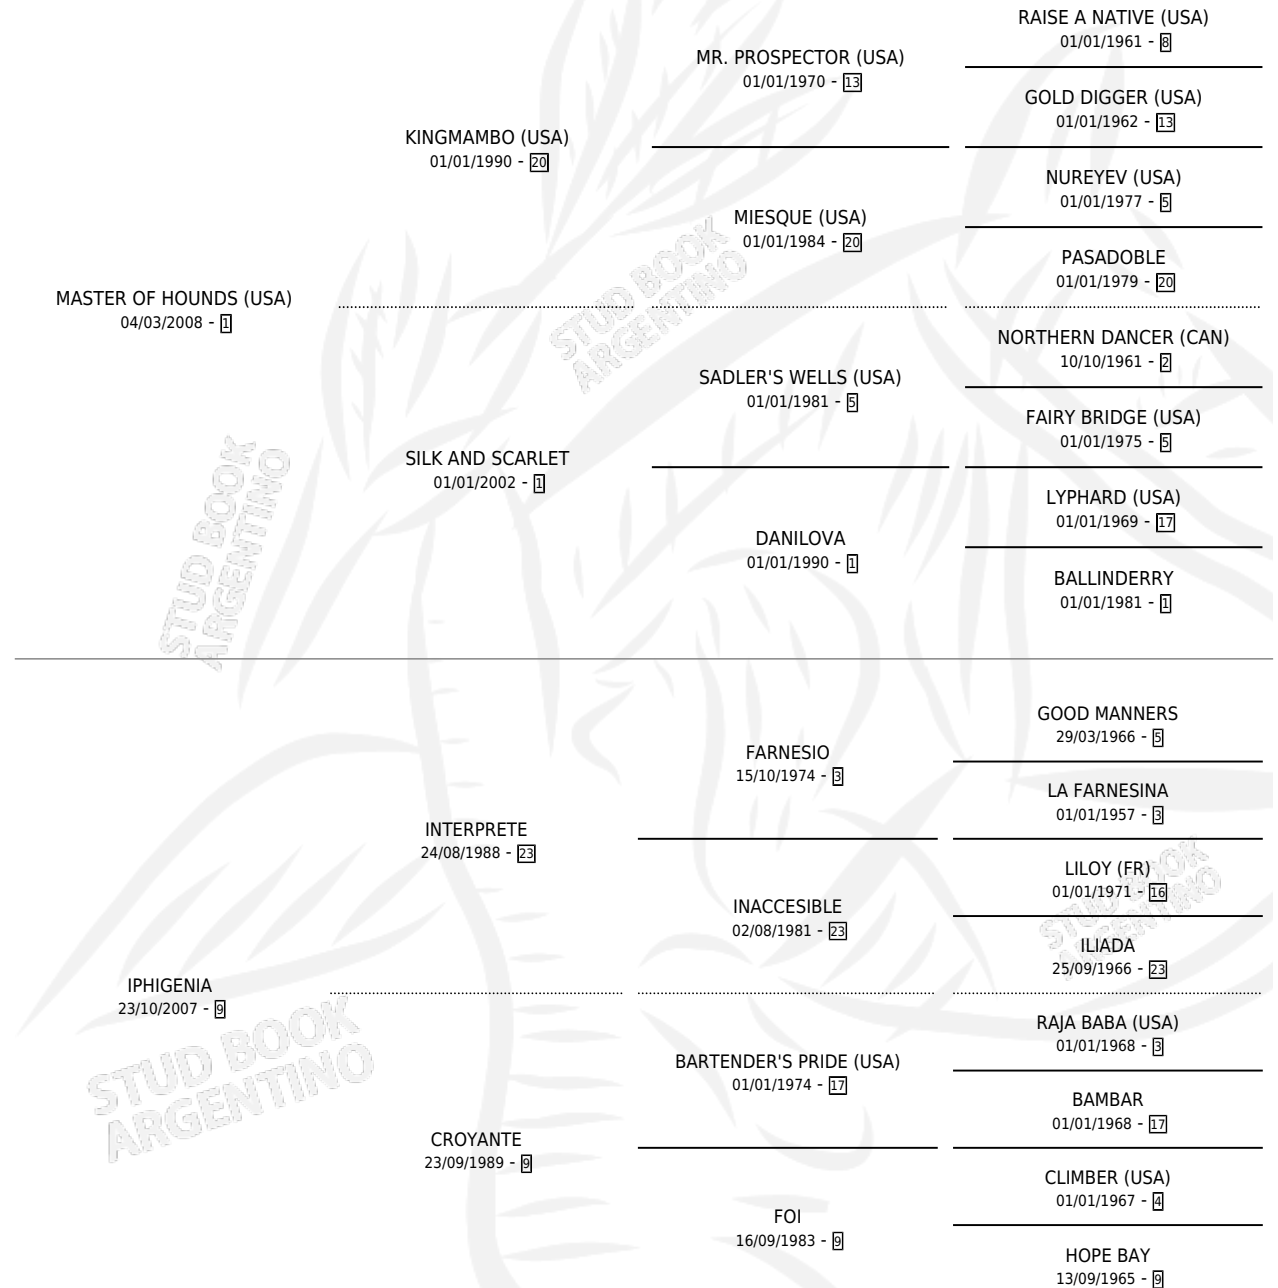 RAISE A NATIVE (USA)
01/01/1961 - 8
MR. PROSPECTOR (USA)
01/01/1970 - 13
GOLD DIGGER (USA)
01/01/1962 - 13
KINGMAMBO (USA)
01/01/1990 - 20
NUREYEV (USA)
01/01/1977 - 5
MIESQUE (USA)
01/01/1984 - 20
PASADOBLE
01/01/1979 - 20
MASTER OF HOUNDS (USA)
04/03/2008 - 1
NORTHERN DANCER (CAN)
10/10/1961 - 2
SADLER'S WELLS (USA)
01/01/1981 - 5
FAIRY BRIDGE (USA)
01/01/1975 - 5
SILK AND SCARLET
01/01/2002 - 1
LYPHARD (USA)
01/01/1969 - 17
DANILOVA
01/01/1990 - 1
BALLINDERRY
01/01/1981 - 1
GOOD MANNERS
29/03/1966 - 5
FARNESIO
15/10/1974 - 3
LA FARNESINA
01/01/1957 - 3
INTERPRETE
24/08/1988 - 23
LILOY (FR)
01/01/1971 - 16
INACCESIBLE
02/08/1981 - 23
ILIADA
25/09/1966 - 23
IPHIGENIA
23/10/2007 - 9
RAJA BABA (USA)
01/01/1968 - 3
BARTENDER'S PRIDE (USA)
01/01/1974 - 17
BAMBAR
01/01/1968 - 17
CROYANTE
23/09/1989 - 9
CLIMBER (USA)
01/01/1967 - 4
FOI
16/09/1983 - 9
HOPE BAY
13/09/1965 - 9
STUD BOOK
ARGENTINO
STUD BOOK
ARGENTINO
STUD BOOK
ARGENTINO
STUD BOOK
ARGENTINO